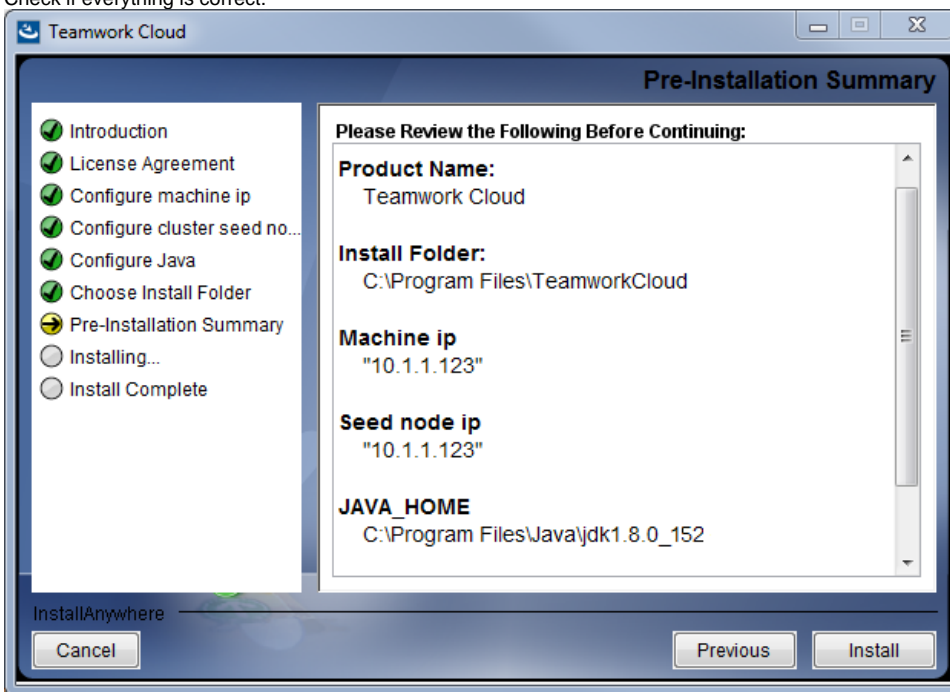 Check if everything is correct.
Teamwork Cloud
Pre-Installation Summary
Introduction
License Agreement
Configure machine ip
Configure cluster seed no...
Configure Java
Choose Install Folder
Pre-Installation Summary
Installing...
Install Complete
Please Review the Following Before Continuing:
Product Name:
Teamwork Cloud
Install Folder:
C:\Program Files\TeamworkCloud
Machine ip
"10.1.1.123"
Seed node ip
"10.1.1.123"
JAVA_HOME
C:\Program Files\Java\jdk1.8.0_152
InstallAnywhere
Cancel
Previous
Install